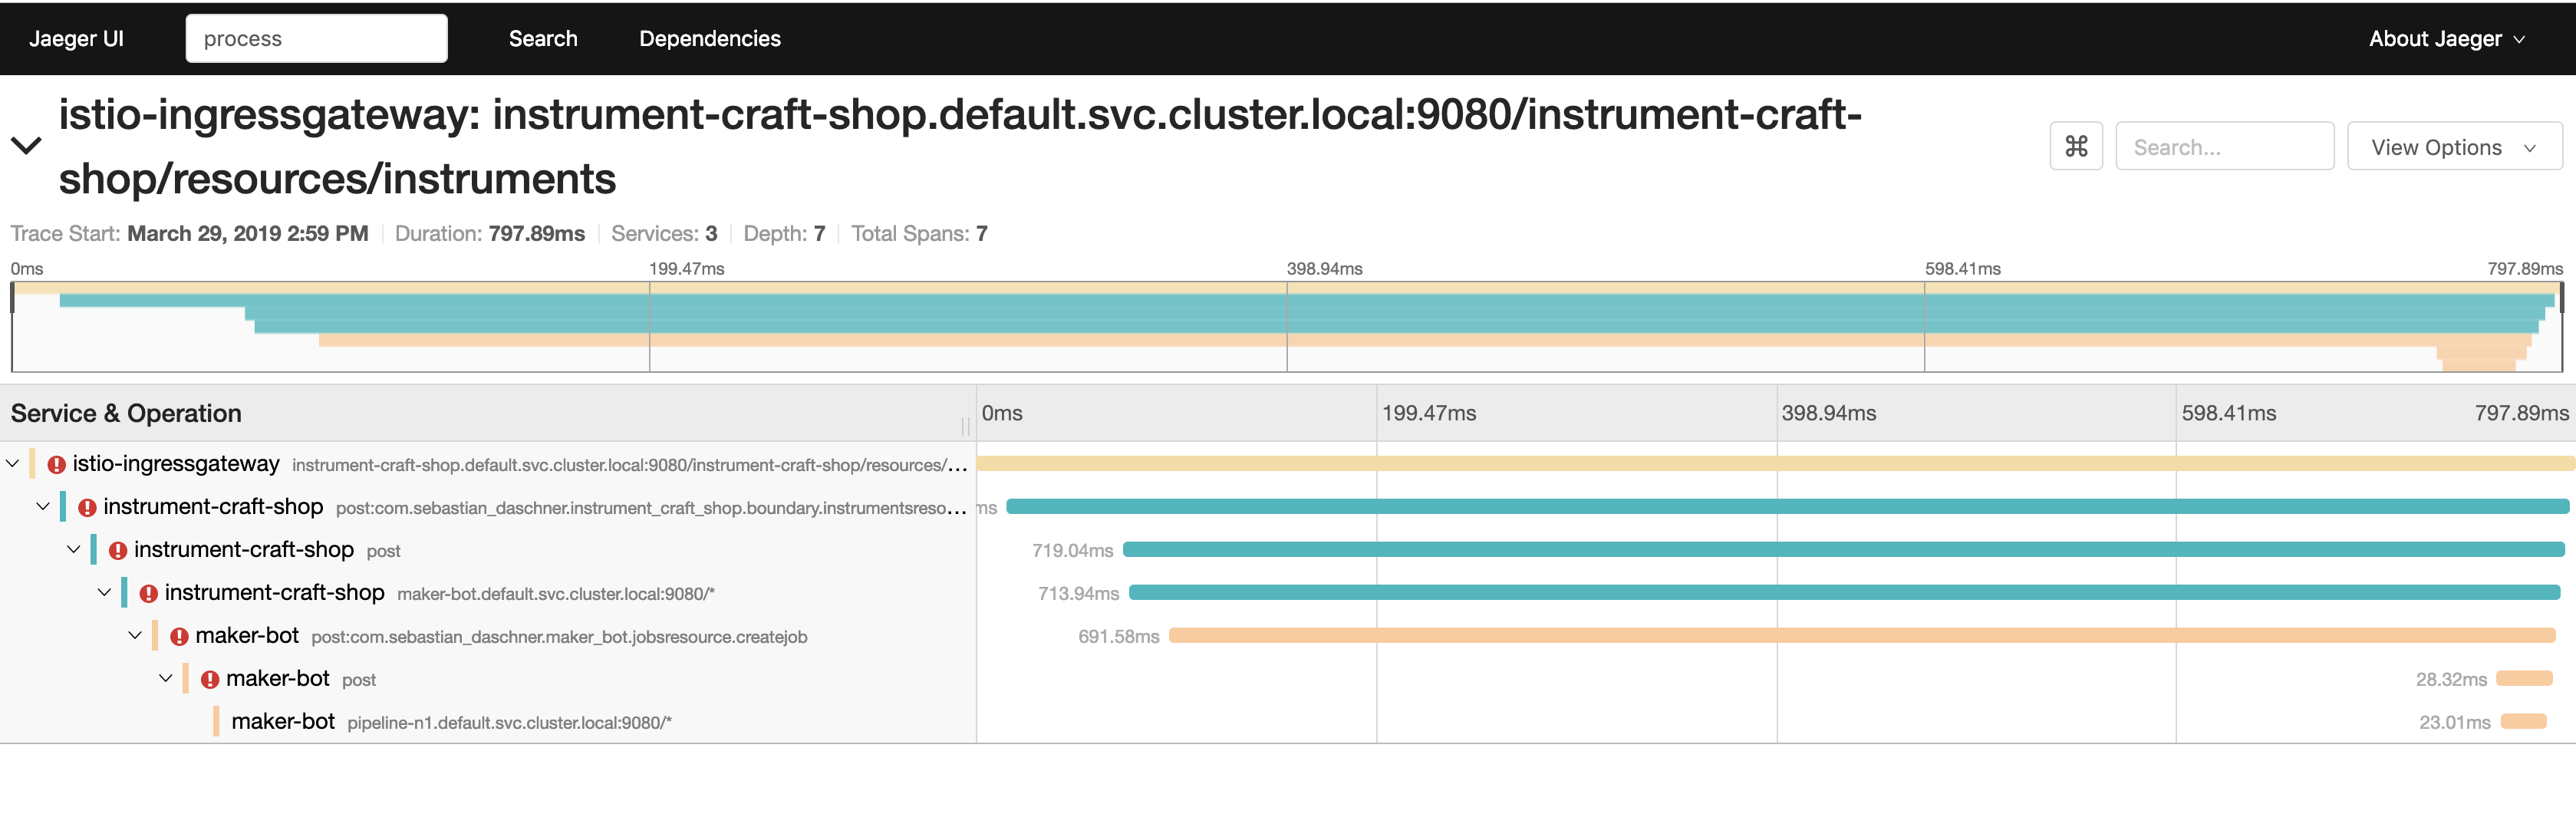 Jaeger UI
process
Search
Dependencies
About Jaeger
istio-ingressgateway: instrument-craft-shop.default.svc.cluster.local:9080/instrument-craft-
shop/resources/instruments
Search...
View Options
Trace Start: March 29, 2019 2:59 PM Duration: 797.89ms Services: 3 Depth: 7 Total Spans: 7
0ms 199.47ms 398.94ms 598.41ms 797.89ms
Service & Operation 0ms 199.47ms 398.94ms 598.41ms 797.89ms
istio-ingressgateway instrument-craft-shop.default.svc.cluster.local:9080/instrument-craft-shop/resources/...
instrument-craft-shop post:com.sebastian_daschner.instrument_craft_shop.boundary.instrumentsreso... ms
instrument-craft-shop post 719.04ms
instrument-craft-shop maker-bot.default.svc.cluster.local:9080/* 713.94ms
maker-bot post:com.sebastian_daschner.maker_bot.jobsresource.createjob 691.58ms
maker-bot post 28.32ms
maker-bot pipeline-n1.default.svc.cluster.local:9080/* 23.01ms